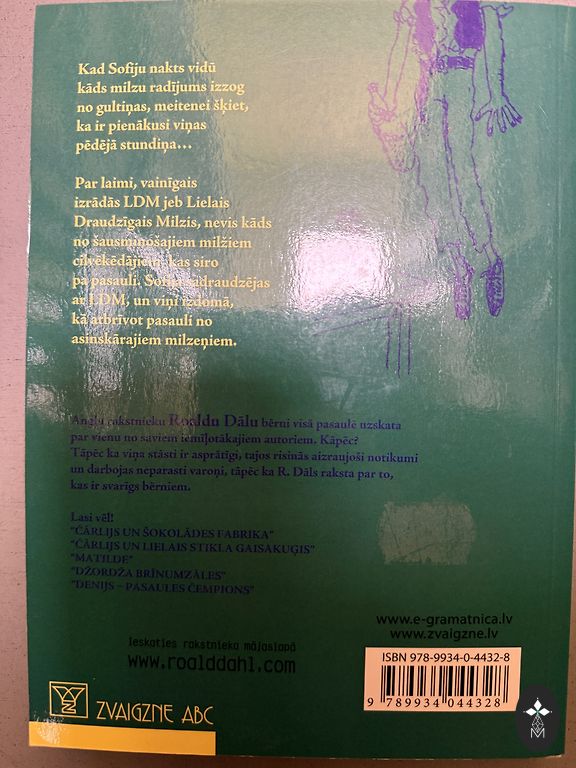 Kad Sofiju nakts vidū
kāds milzu radījums izzog
no gultiņas, meitenei šķiet,
ka ir pienākusi viņas
pēdējā stundiņa...
Par laimi, vainīgais
izrādās LDM jeb Lielais
Draudzīgais Milzis, nevis kāds
no šausminošajiem milžiem
cilvēkēdājiem, kas siro
pa pasauli. Sofija sadraudzējas
ar LDM, un viņi izdomā,
kā atbrīvot pasauli no
asinskārajiem milzeņiem.
Angļu rakstnieku Roaldu Dālu bērni visā pasaulē uzskata
par vienu no saviem iemīļotākajiem autoriem. Kāpēc?
Tāpēc ka viņa stāsti ir asprātīgi, tajos risinās aizraujoši notikumi
un darbojas neparasti varoņi, tāpēc ka R. Dāls raksta par to,
kas ir svarīgs bērniem.
Lasi vēl!
"ČĀRLIJS UN ŠOKOLĀDES FABRIKA"
"ČĀRLIJS UN LIELAIS STIKLA GAISAKUĢIS"
"MATILDE"
"DŽORDŽA BRĪNUMZĀLES"
"DENIJS – PASAULES ČEMPIONS"
Ieskaties rakstnieka mājaslapā
www.roalddahl.com
www.e-gramatnica.lv
www.zvaigzne.lv
ISBN 978-9934-0-4432-8
9 789934 044328
ZVAIGZNE ABC